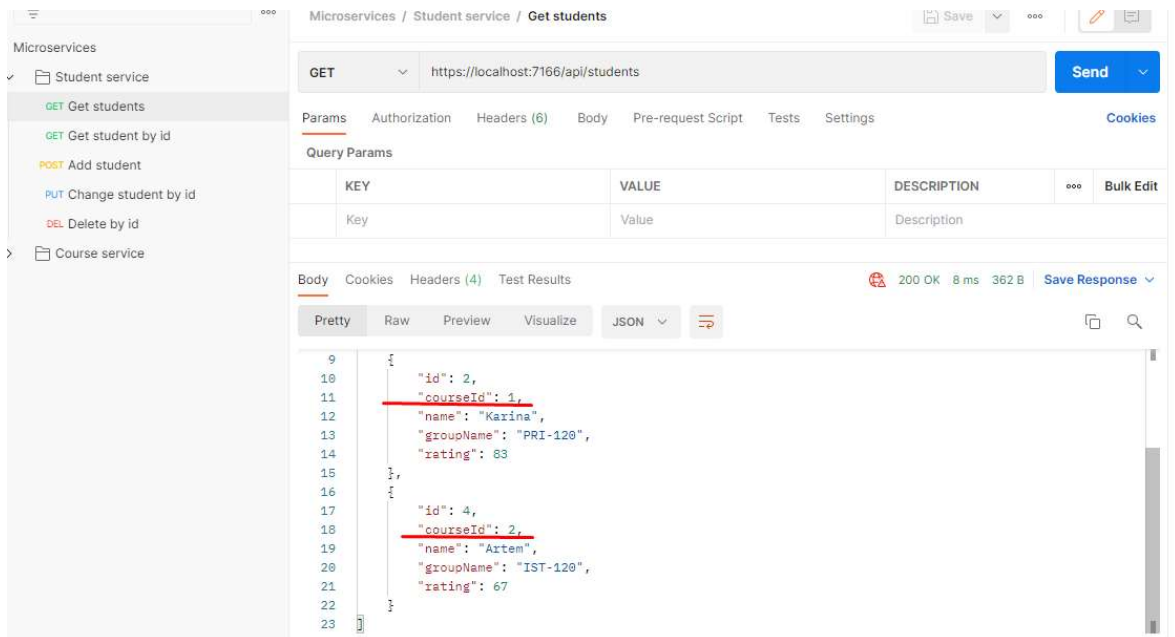 Microservices / Student service / Get students
Save
Microservices
Student service
GET Get students
GET Get student by id
POST Add student
PUT Change student by id
DEL Delete by id
Course service
GET https://localhost:7166/api/students
Send
Params Authorization Headers (6) Body Pre-request Script Tests Settings Cookies
Query Params
KEY VALUE DESCRIPTION ooo Bulk Edit
Key Value Description
Body Cookies Headers (4) Test Results 200 OK 8 ms 362 B Save Response
Pretty Raw Preview Visualize JSON
9 {
10 "id": 2,
11 "courseId": 1,
12 "name": "Karina",
13 "groupName": "PRI-120",
14 "rating": 83
15 },
16 {
17 "id": 4,
18 "courseId": 2,
19 "name": "Artem",
20 "groupName": "IST-120",
21 "rating": 67
22 }
23 ]